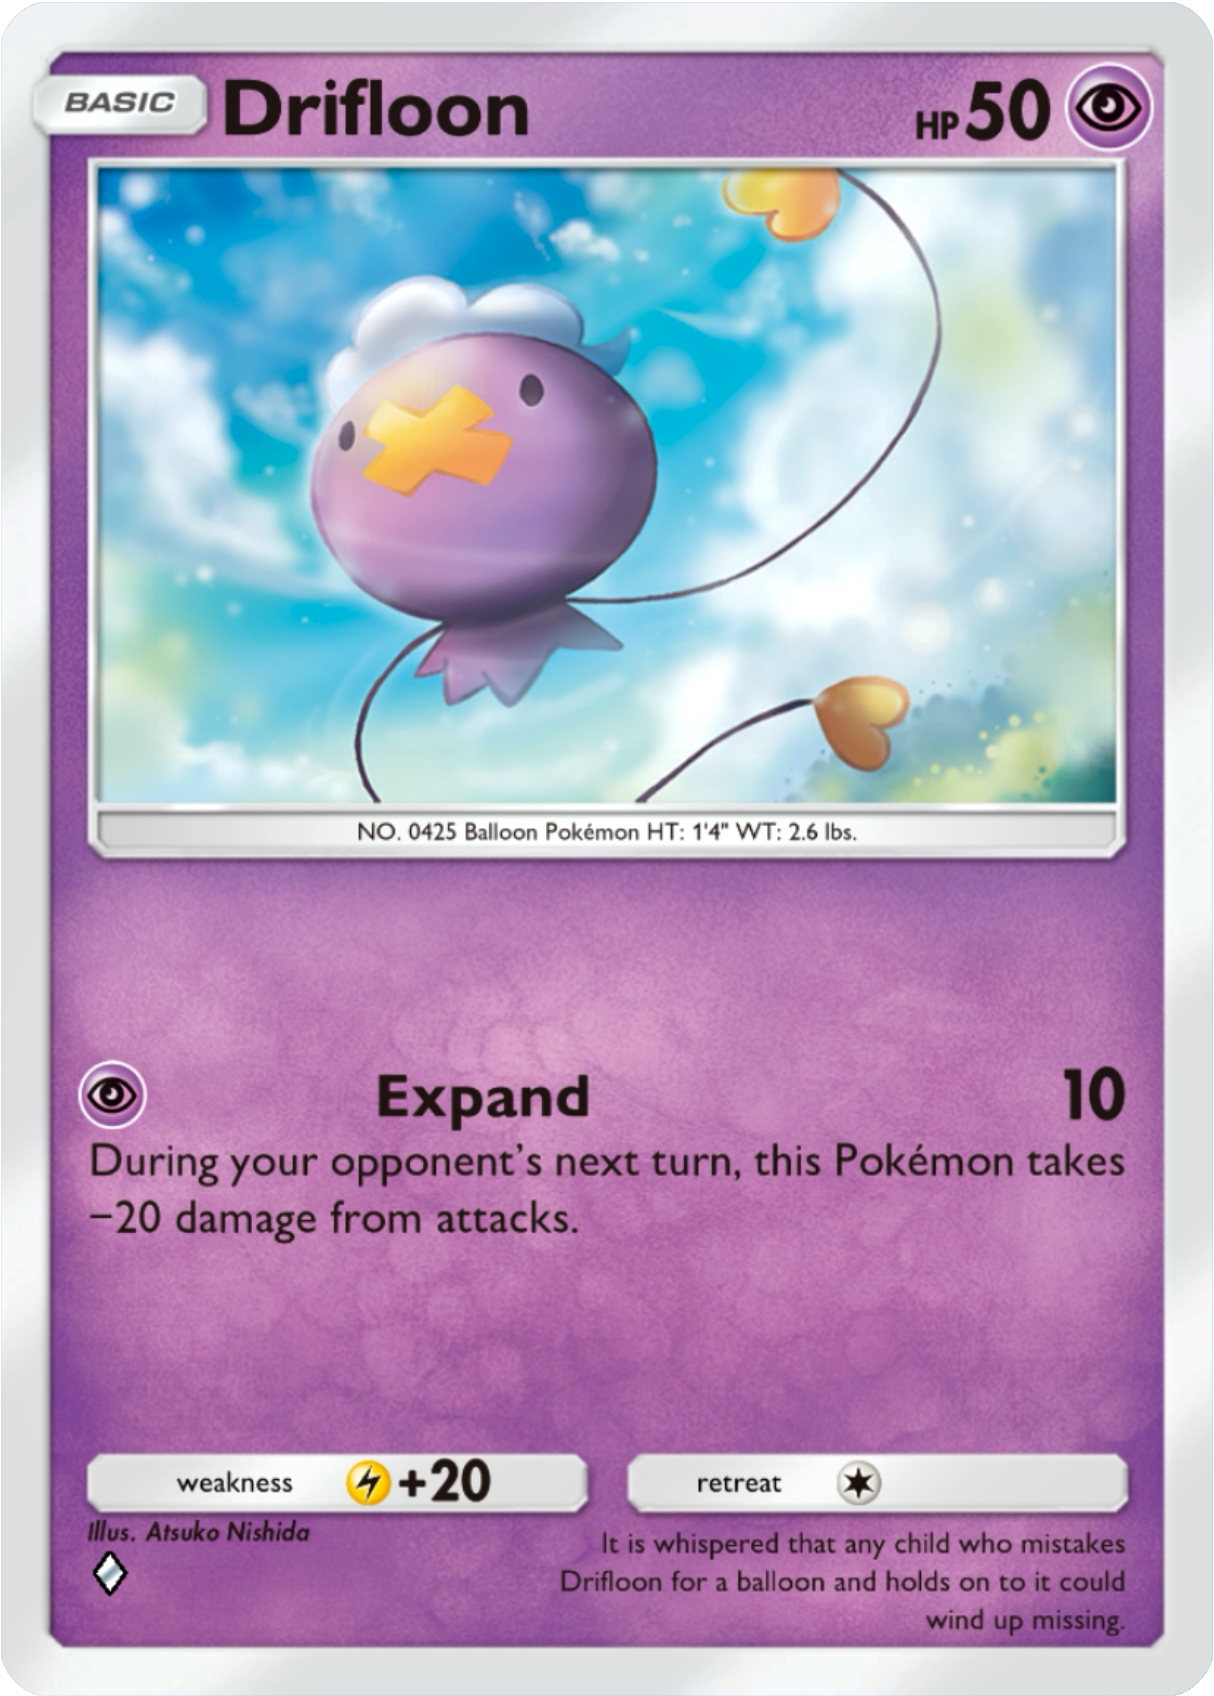 BASIC Drifloon HP 50
NO. 0425 Balloon Pokémon HT: 1'4" WT: 2.6 lbs.
Expand 10
During your opponent's next turn, this Pokémon takes
−20 damage from attacks.
weakness +20 retreat
Illus. Atsuko Nishida
It is whispered that any child who mistakes
Drifloon for a balloon and holds on to it could
wind up missing.